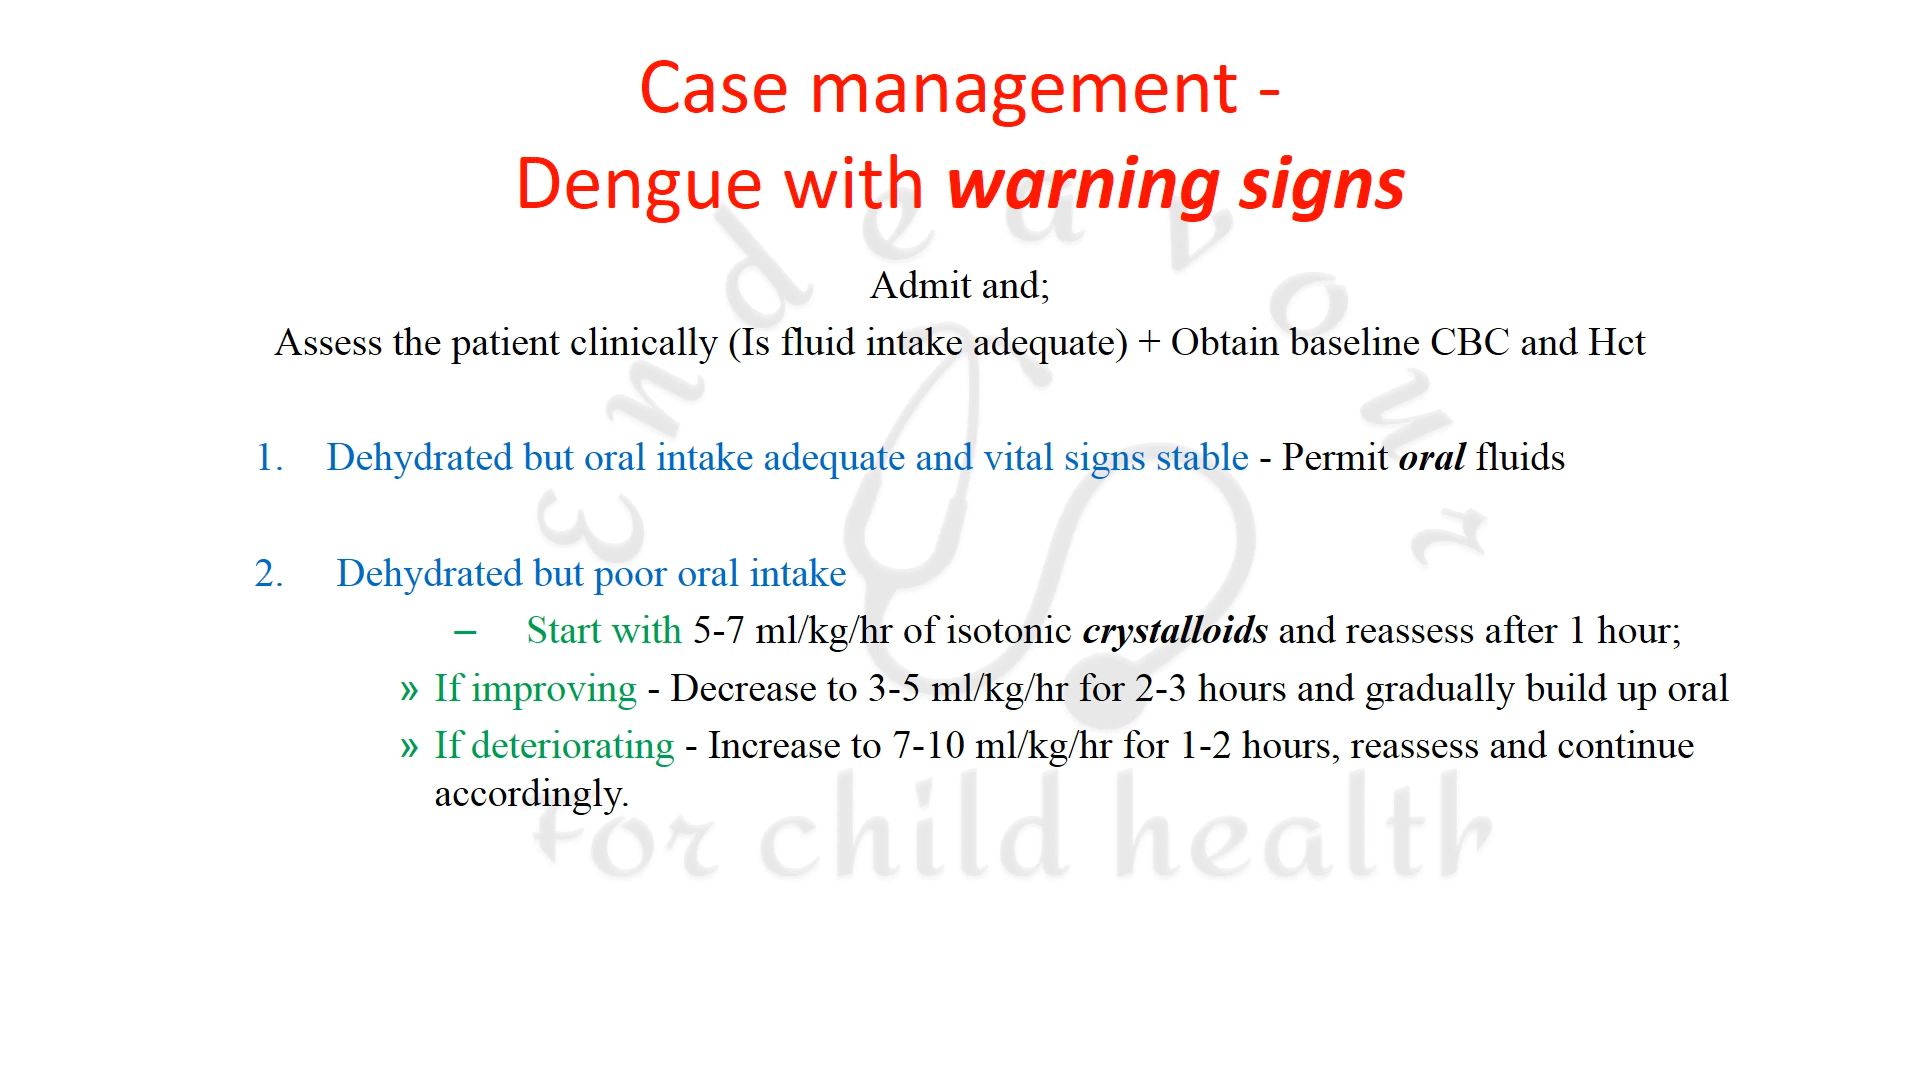 Case management -
Dengue with warning signs
Admit and;
Assess the patient clinically (Is fluid intake adequate) + Obtain baseline CBC and Hct
1. Dehydrated but oral intake adequate and vital signs stable - Permit oral fluids
2. Dehydrated but poor oral intake
– Start with 5-7 ml/kg/hr of isotonic crystalloids and reassess after 1 hour;
» If improving - Decrease to 3-5 ml/kg/hr for 2-3 hours and gradually build up oral
» If deteriorating - Increase to 7-10 ml/kg/hr for 1-2 hours, reassess and continue
accordingly.
Endeavour
for child health